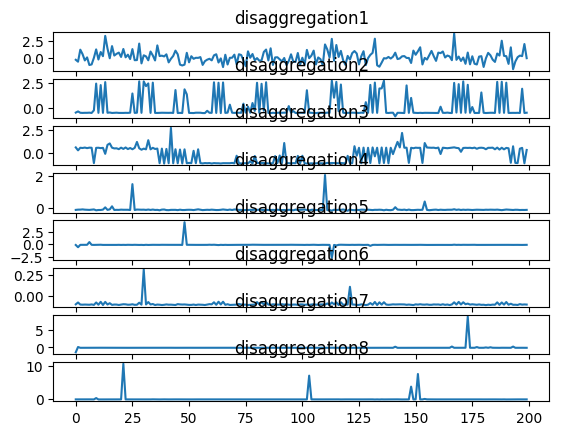 disaggregation1
2.5
0.0
disaggregation2
2.5
0.0
disaggregation3
2.5
0.0
disaggregation4
2
0
disaggregation5
2.5
0.0
-2.5
disaggregation6
0.25
0.00
disaggregation7
5
0
disaggregation8
10
0
0 25 50 75 100 125 150 175 200